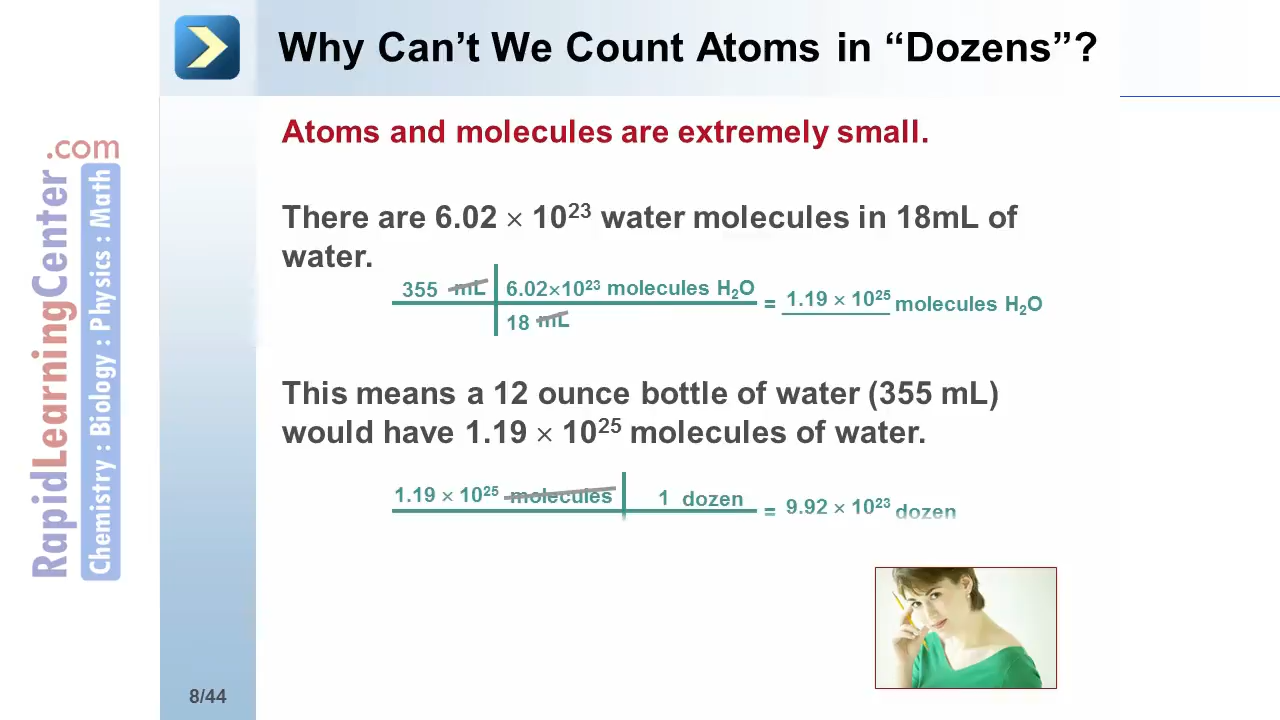 Why Can’t We Count Atoms in “Dozens”?
Atoms and molecules are extremely small.
There are 6.02 × 10²³ water molecules in 18mL of
water.
355 mL 6.02×10²³ molecules H₂O = 1.19 × 10²⁵ molecules H₂O
18 mL
This means a 12 ounce bottle of water (355 mL)
would have 1.19 × 10²⁵ molecules of water.
1.19 × 10²⁵ molecules 1 dozen = 9.92 × 10²³ dozen
8/44
RapidLearningCenter.com
Chemistry : Biology : Physics : Math